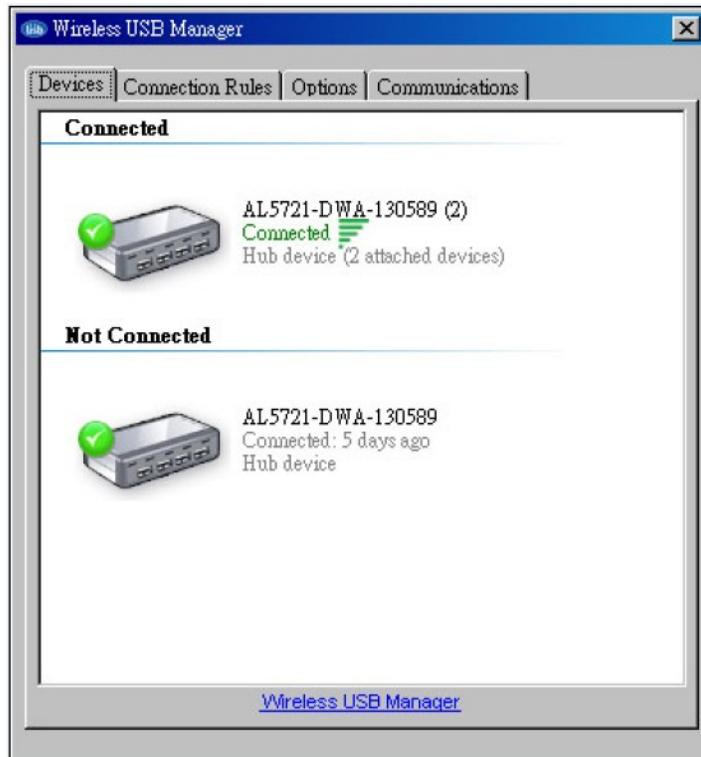 Wireless USB Manager
Devices
Connection Rules
Options
Communications
Connected
AL5721-DWA-130589 (2)
Connected
Hub device (2 attached devices)
Not Connected
AL5721-DWA-130589
Connected: 5 days ago
Hub device
Wireless USB Manager